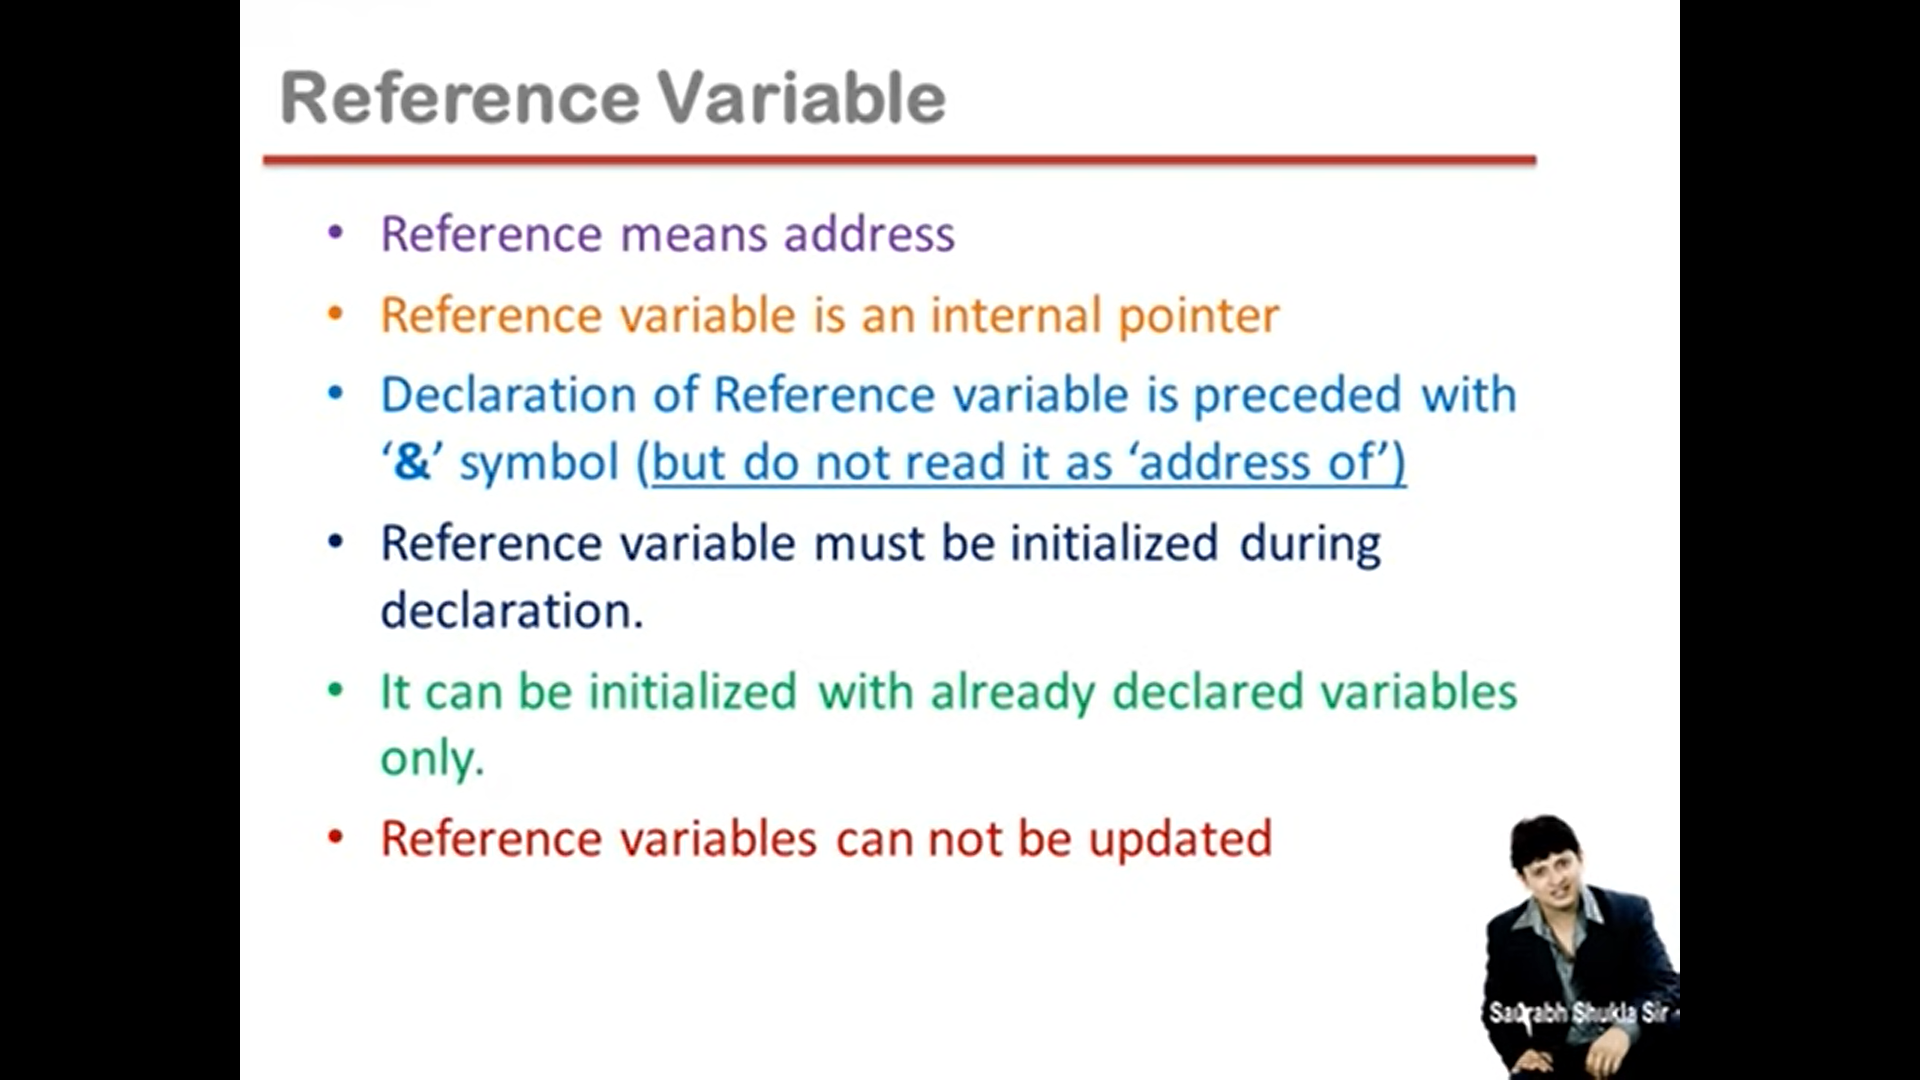 Reference Variable
• Reference means address
• Reference variable is an internal pointer
• Declaration of Reference variable is preceded with
‘&’ symbol (but do not read it as ‘address of’)
• Reference variable must be initialized during
declaration.
• It can be initialized with already declared variables
only.
• Reference variables can not be updated
Saurabh Shukla Sir